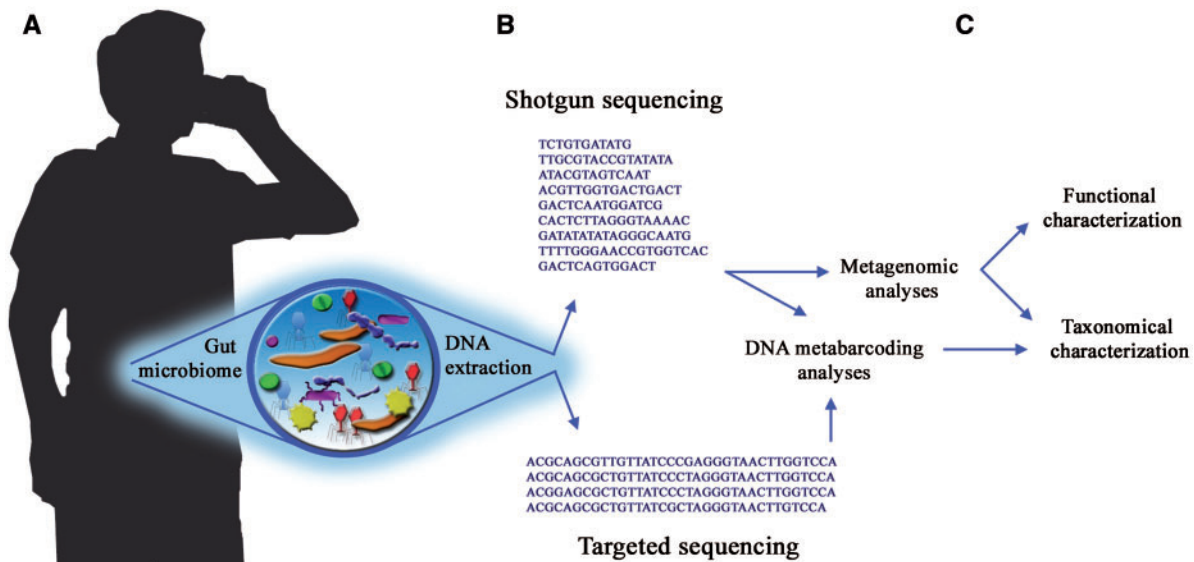 A
B
C
Shotgun sequencing
TCTGTGATATG
TTGCGTACCGTATATA
ATACGTAGTCAAT
ACGTTGGTGACTGACT
GACTCAATGGATCG
CACTCTTAGGGTAAAAC
GATATATATAGGGCAATG
TTTTGGGAACCGTGGTCAC
GACTCAGTGGACT
Gut
microbiome
DNA
extraction
Metagenomic
analyses
DNA metabarcoding
analyses
Functional
characterization
Taxonomical
characterization
ACGCAGCGTTGTTATCCCGAGGGTAACTTGGTCCA
ACGCAGCGCTGTTATCCCTAGGGTAACTTGGTCCA
ACGGAGCGCTGTTATCCCTAGGGTAACTTGGTCCA
ACGCAGCGCTGTTATCGCTAGGGTAACTTGTCCA
Targeted sequencing